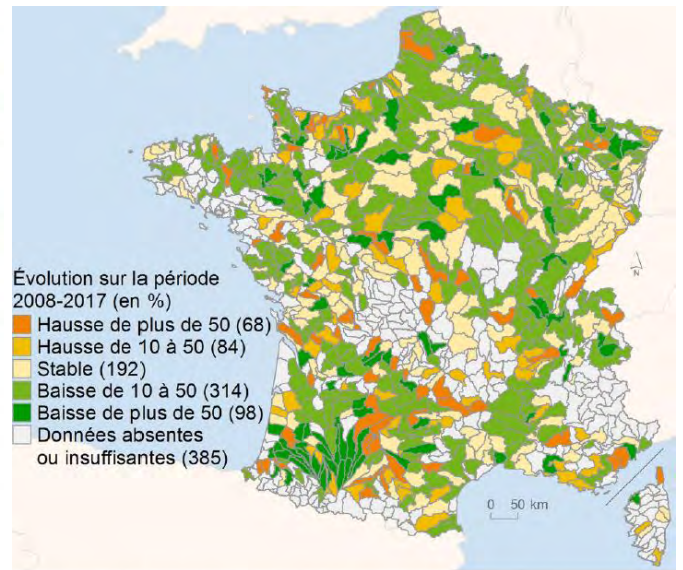 Évolution sur la période
2008-2017 (en %)
Hausse de plus de 50 (68)
Hausse de 10 à 50 (84)
Stable (192)
Baisse de 10 à 50 (314)
Baisse de plus de 50 (98)
Données absentes
ou insuffisantes (385)
N
0 50 km